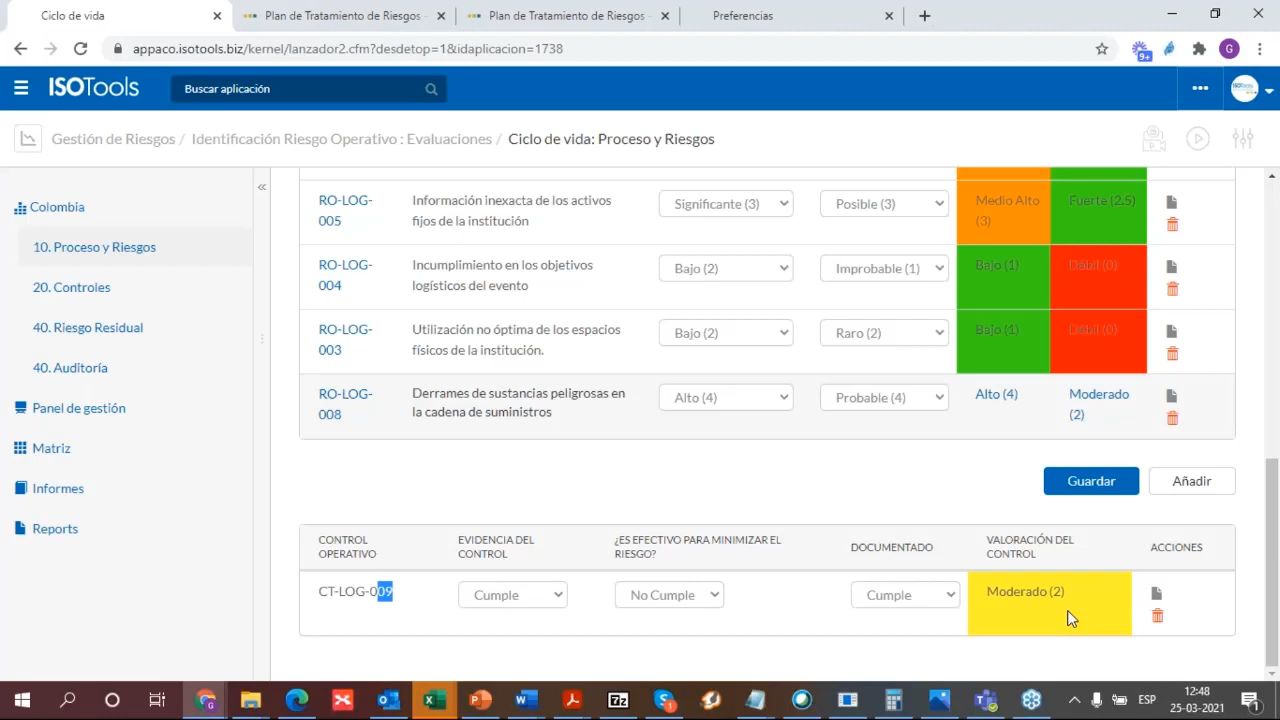 Ciclo de vida
Plan de Tratamiento de Riesgos -
Plan de Tratamiento de Riesgos -
Preferencias
appaco.isotools.biz/kernel/lanzador2.cfm?desdetop=1&idaplicacion=1738
9+
G
ISOTools
Buscar aplicación
Gestión de Riesgos / Identificación Riesgo Operativo : Evaluaciones / Ciclo de vida: Proceso y Riesgos
Colombia
10. Proceso y Riesgos
20. Controles
40. Riesgo Residual
40. Auditoría
Panel de gestión
Matriz
Informes
Reports
RO-LOG-
005
Información inexacta de los activos
fijos de la institución
Significante (3)
Posible (3)
Medio Alto
(3)
Fuerte (2.5)
RO-LOG-
004
Incumplimiento en los objetivos
logísticos del evento
Bajo (2)
Improbable (1)
Bajo (1)
Débil (0)
RO-LOG-
003
Utilización no óptima de los espacios
físicos de la institución.
Bajo (2)
Raro (2)
Bajo (1)
Débil (0)
RO-LOG-
008
Derrames de sustancias peligrosas en
la cadena de suministros
Alto (4)
Probable (4)
Alto (4)
Moderado
(2)
Guardar
Añadir
CONTROL
OPERATIVO
EVIDENCIA DEL
CONTROL
¿ES EFECTIVO PARA MINIMIZAR EL
RIESGO?
DOCUMENTADO
VALORACIÓN DEL
CONTROL
ACCIONES
CT-LOG-009
Cumple
No Cumple
Cumple
Moderado (2)
ESP
12:48
25-03-2021